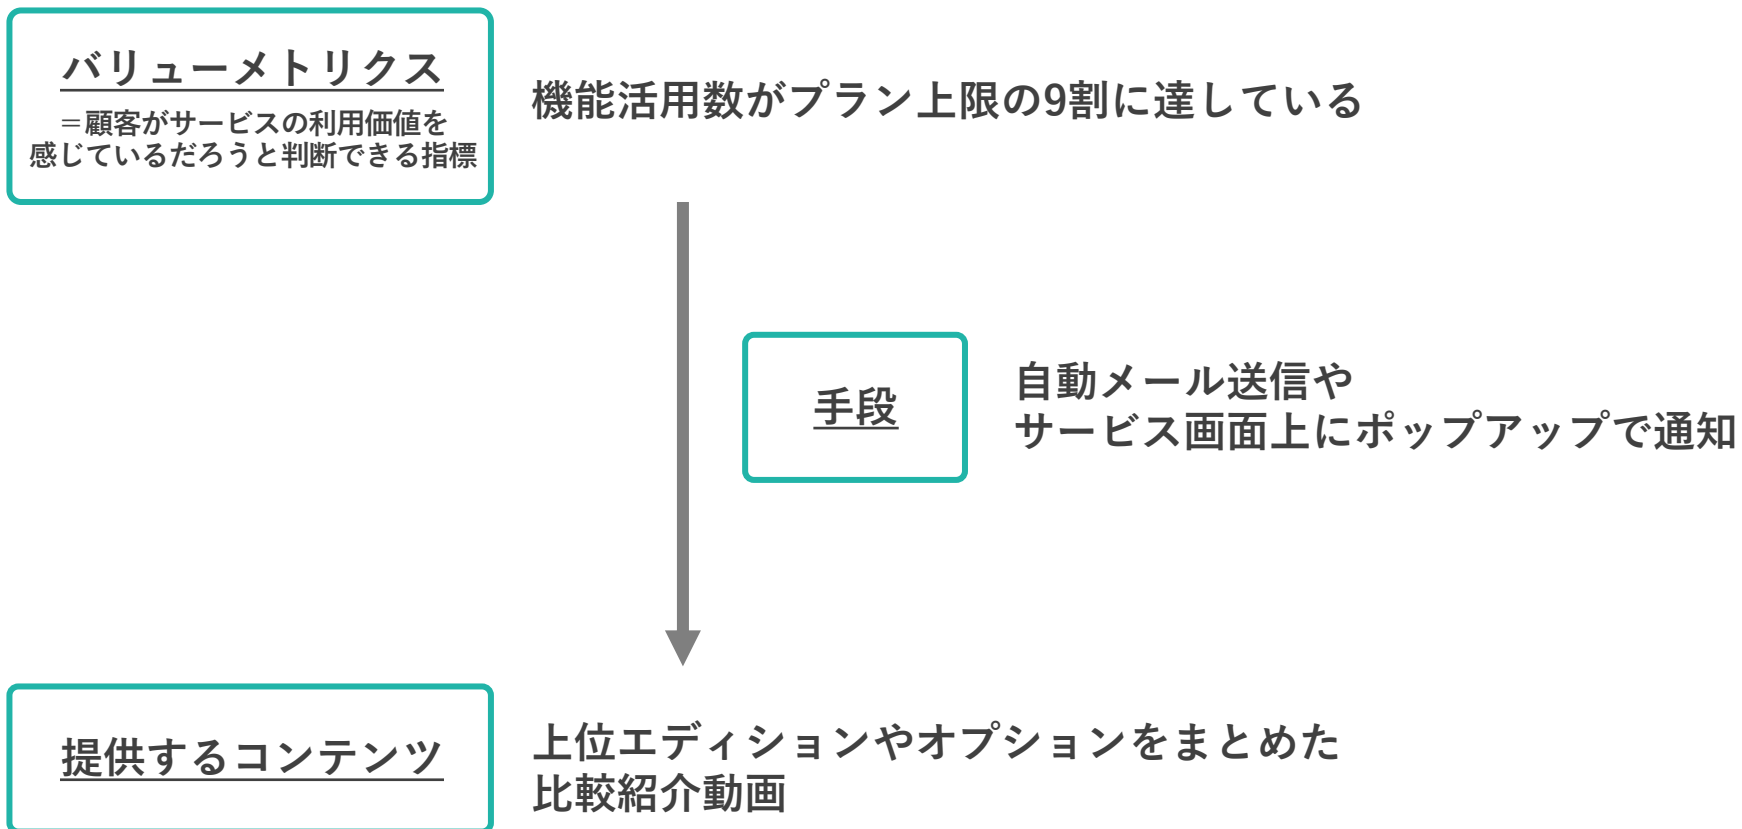 バリューメトリクス
＝顧客がサービスの利用価値を
感じているだろうと判断できる指標
機能活用数がプラン上限の9割に達している
手段
自動メール送信や
サービス画面上にポップアップで通知
提供するコンテンツ
上位エディションやオプションをまとめた
比較紹介動画